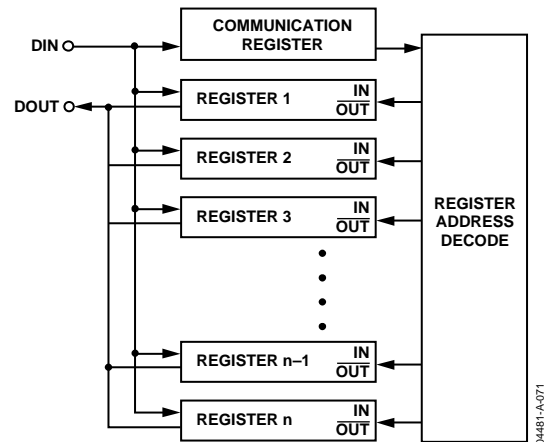 COMMUNICATION
REGISTER
DIN
REGISTER 1
IN
OUT
DOUT
REGISTER 2
IN
OUT
REGISTER 3
IN
OUT
REGISTER
ADDRESS
DECODE
REGISTER n–1
IN
OUT
REGISTER n
IN
OUT
04481-A-071